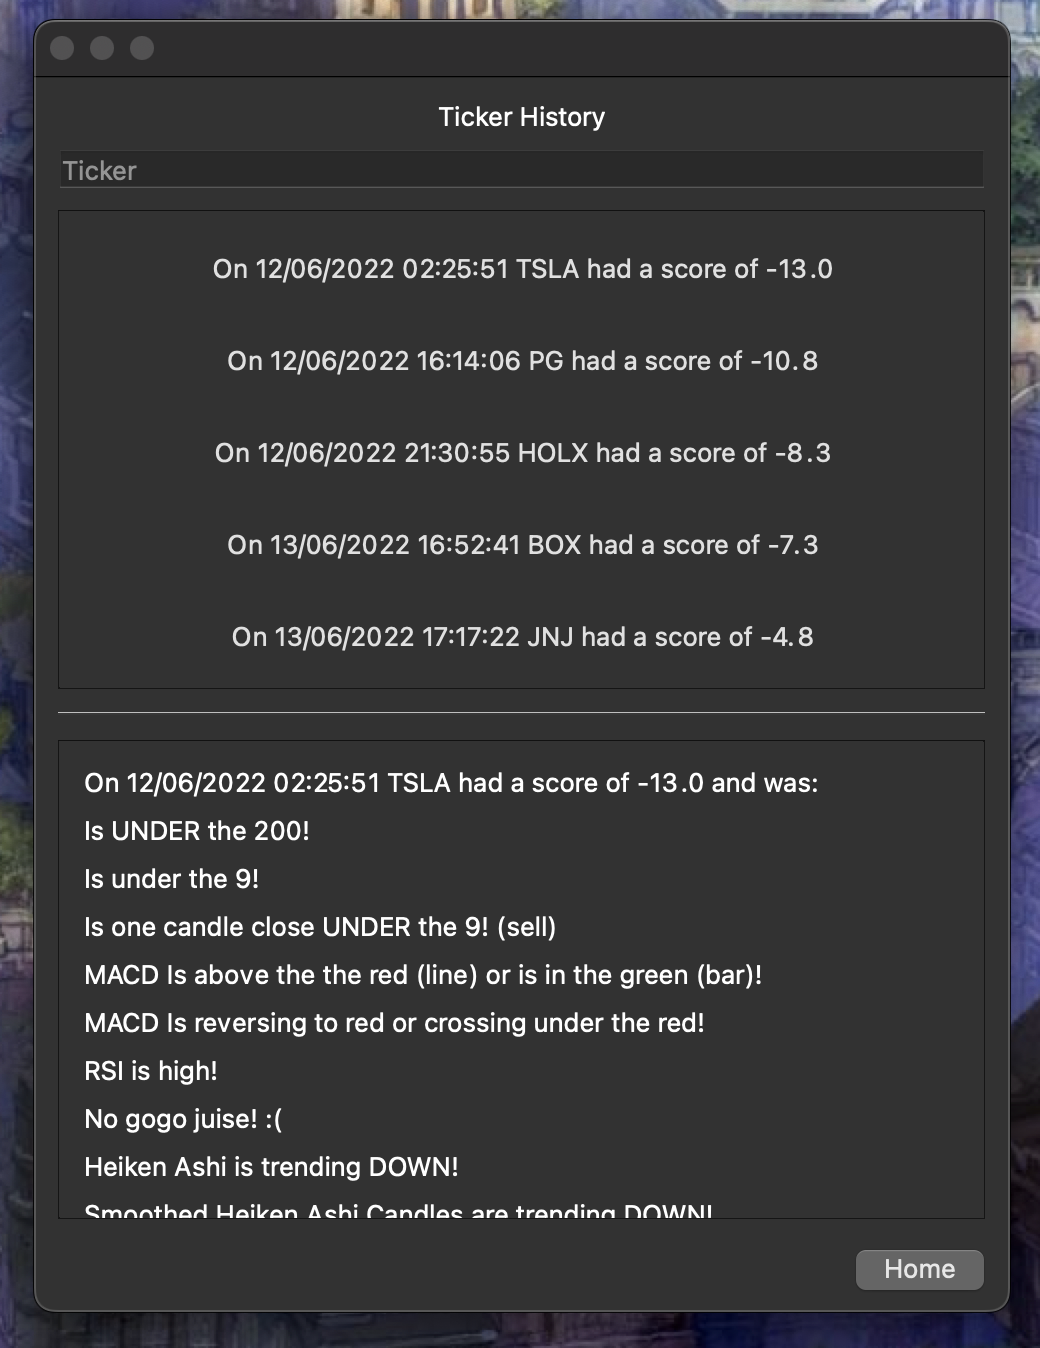 Ticker History
Ticker
On 12/06/2022 02:25:51 TSLA had a score of -13.0
On 12/06/2022 16:14:06 PG had a score of -10.8
On 12/06/2022 21:30:55 HOLX had a score of -8.3
On 13/06/2022 16:52:41 BOX had a score of -7.3
On 13/06/2022 17:17:22 JNJ had a score of -4.8
On 12/06/2022 02:25:51 TSLA had a score of -13.0 and was:
Is UNDER the 200!
Is under the 9!
Is one candle close UNDER the 9! (sell)
MACD Is above the the red (line) or is in the green (bar)!
MACD Is reversing to red or crossing under the red!
RSI is high!
No gogo juise! :(
Heiken Ashi is trending DOWN!
Smoothed Heiken Ashi Candles are trending DOWN!
Home